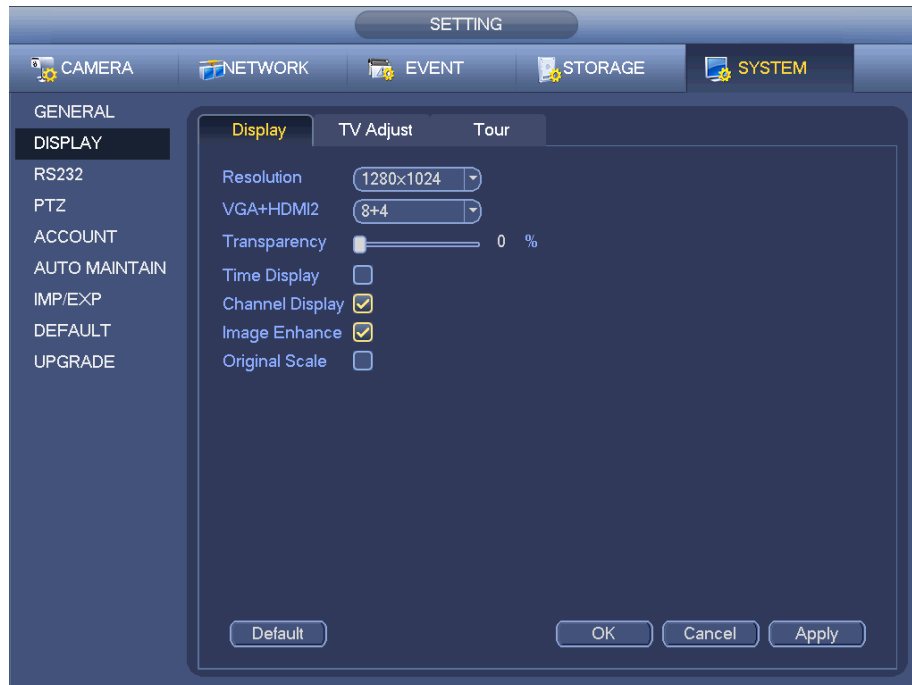 SETTING
CAMERA NETWORK EVENT STORAGE SYSTEM
GENERAL
DISPLAY
RS232
PTZ
ACCOUNT
AUTO MAINTAIN
IMP/EXP
DEFAULT
UPGRADE
Display TV Adjust Tour
Resolution 1280×1024
VGA+HDMI2 8+4
Transparency 0 %
Time Display
Channel Display
Image Enhance
Original Scale
Default OK Cancel Apply